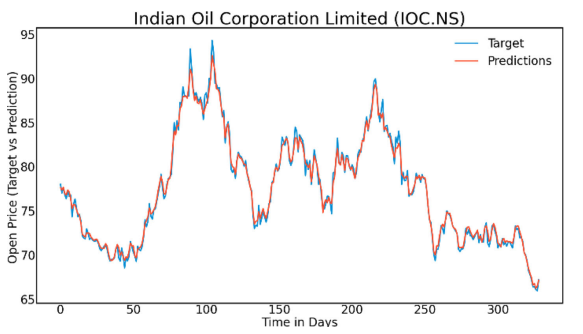 Indian Oil Corporation Limited (IOC.NS)
Target
Predictions
Open Price (Target vs Prediction)
95
90
85
80
75
70
65
0
50
100
150
200
250
300
Time in Days